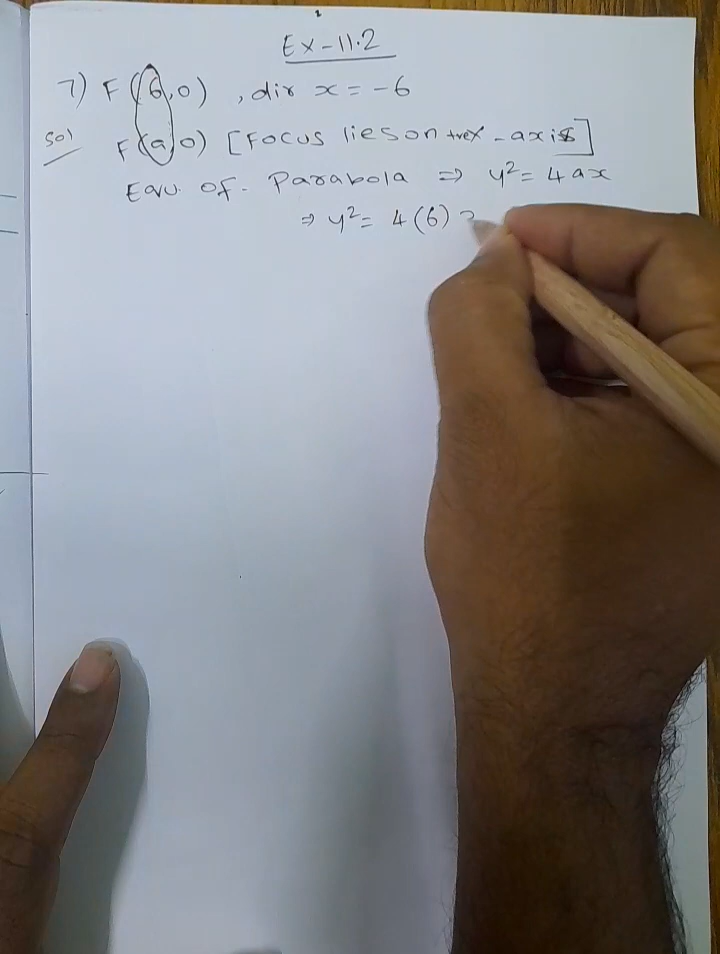 Ex-11.2
7) F(6,0) , dir x = -6
Sol F(a,0) [Focus lies on +ve x-axis]
Equ. of. Parabola ⇒ y² = 4ax
⇒ y² = 4(6)